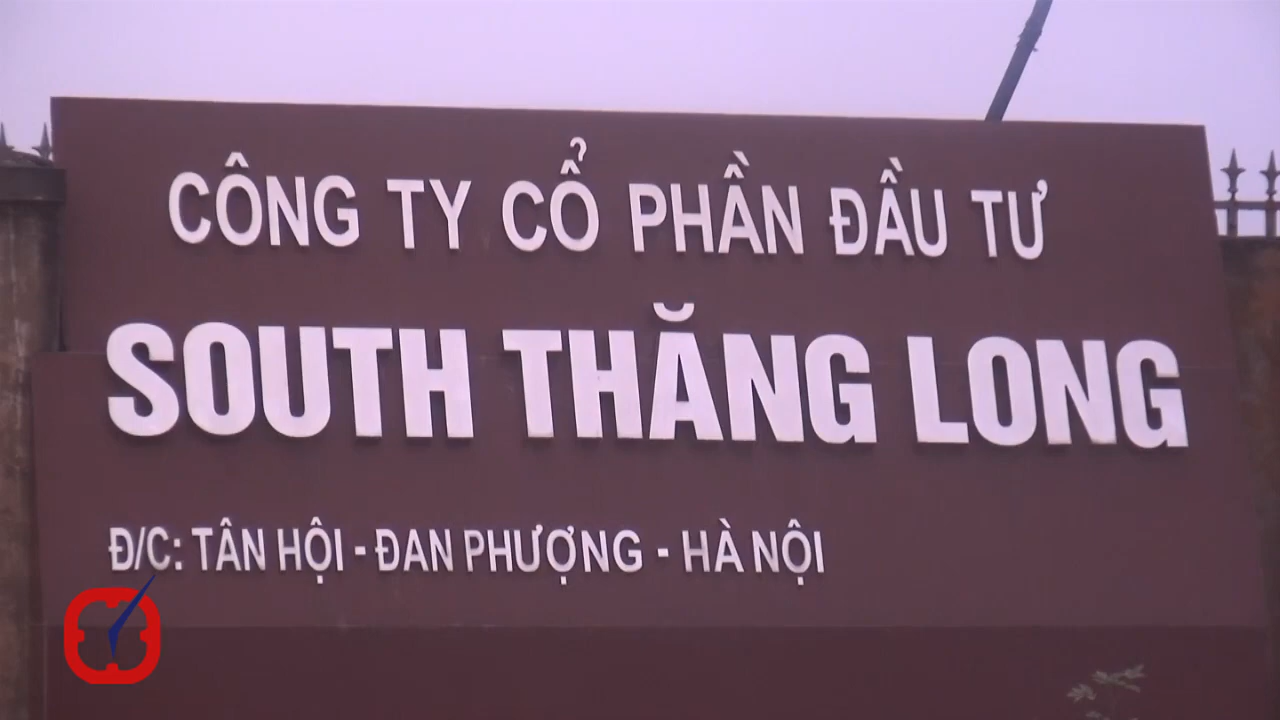 CÔNG TY CỔ PHẦN ĐẦU TƯ
SOUTH THĂNG LONG
Đ/C: TÂN HỘI - ĐAN PHƯỢNG - HÀ NỘI